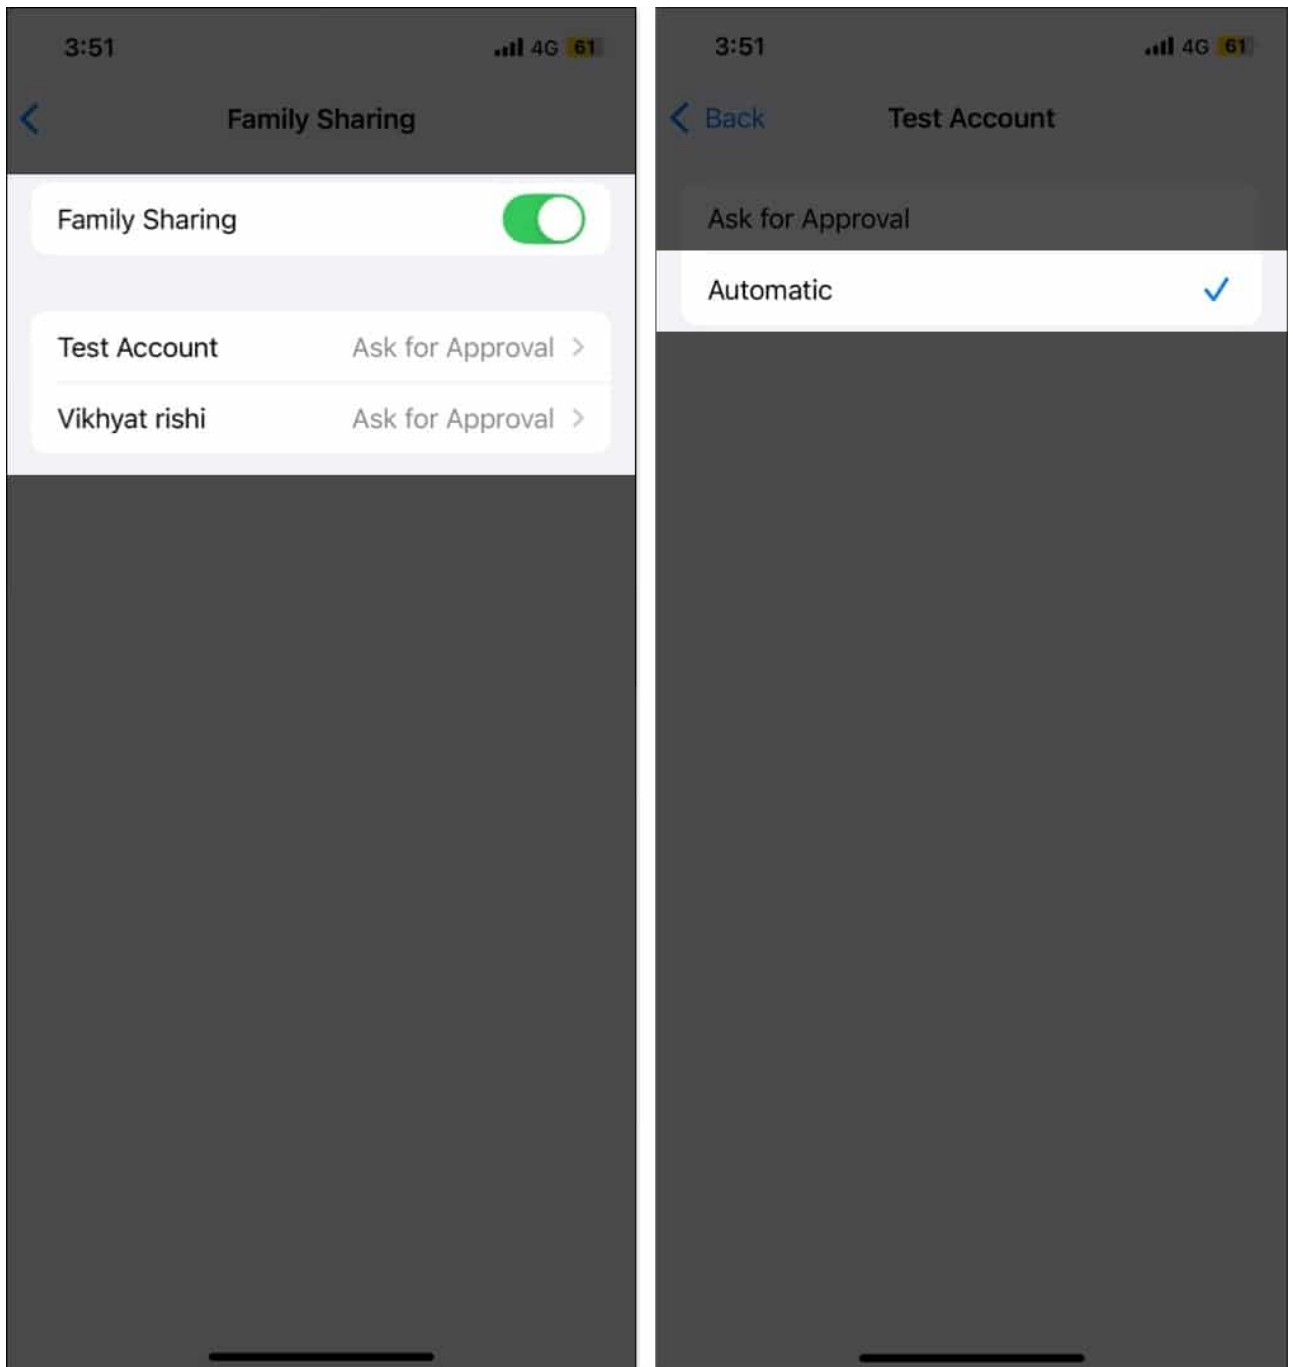 3:51 4G 61
Family Sharing
Family Sharing
Test Account Ask for Approval
Vikhyat rishi Ask for Approval
3:51 4G 61
Back Test Account
Ask for Approval
Automatic